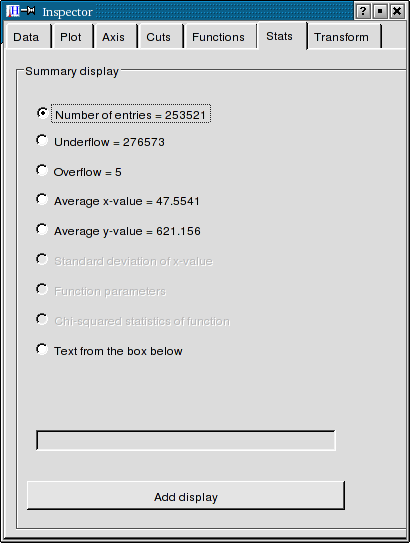 Inspector
Data Plot Axis Cuts Functions Stats Transform
Summary display
Number of entries = 253521
Underflow = 276573
Overflow = 5
Average x-value = 47.5541
Average y-value = 621.156
Standard deviation of x-value
Function parameters
Chi-squared statistics of function
Text from the box below
Add display